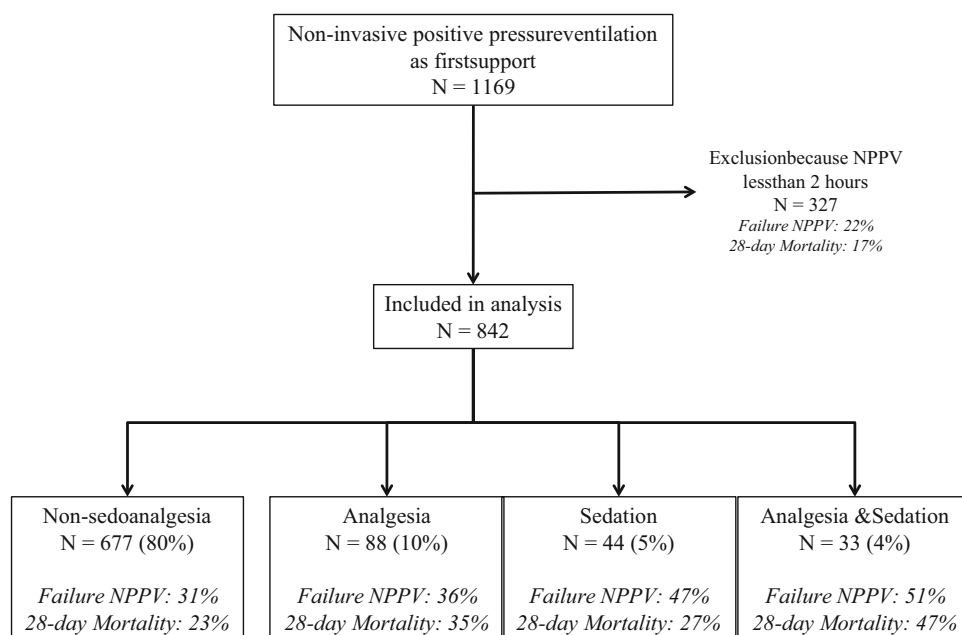 Non-invasive positive pressureventilation
as firstsupport
N = 1169
Exclusionbecause NPPV
lessthan 2 hours
N = 327
Failure NPPV: 22%
28-day Mortality: 17%
Included in analysis
N = 842
Non-sedoanalgesia
N = 677 (80%)
Failure NPPV: 31%
28-day Mortality: 23%
Analgesia
N = 88 (10%)
Failure NPPV: 36%
28-day Mortality: 35%
Sedation
N = 44 (5%)
Failure NPPV: 47%
28-day Mortality: 27%
Analgesia &Sedation
N = 33 (4%)
Failure NPPV: 51%
28-day Mortality: 47%